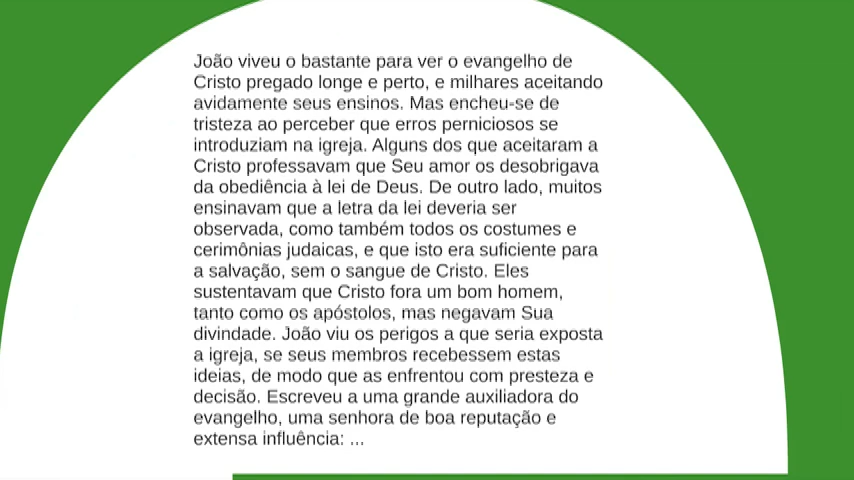 João viveu o bastante para ver o evangelho de
Cristo pregado longe e perto, e milhares aceitando
avidamente seus ensinos. Mas encheu-se de
tristeza ao perceber que erros perniciosos se
introduziam na igreja. Alguns dos que aceitaram a
Cristo professavam que Seu amor os desobrigava
da obediência à lei de Deus. De outro lado, muitos
ensinavam que a letra da lei deveria ser
observada, como também todos os costumes e
cerimônias judaicas, e que isto era suficiente para
a salvação, sem o sangue de Cristo. Eles
sustentavam que Cristo fora um bom homem,
tanto como os apóstolos, mas negavam Sua
divindade. João viu os perigos a que seria exposta
a igreja, se seus membros recebessem estas
ideias, de modo que as enfrentou com presteza e
decisão. Escreveu a uma grande auxiliadora do
evangelho, uma senhora de boa reputação e
extensa influência: ...